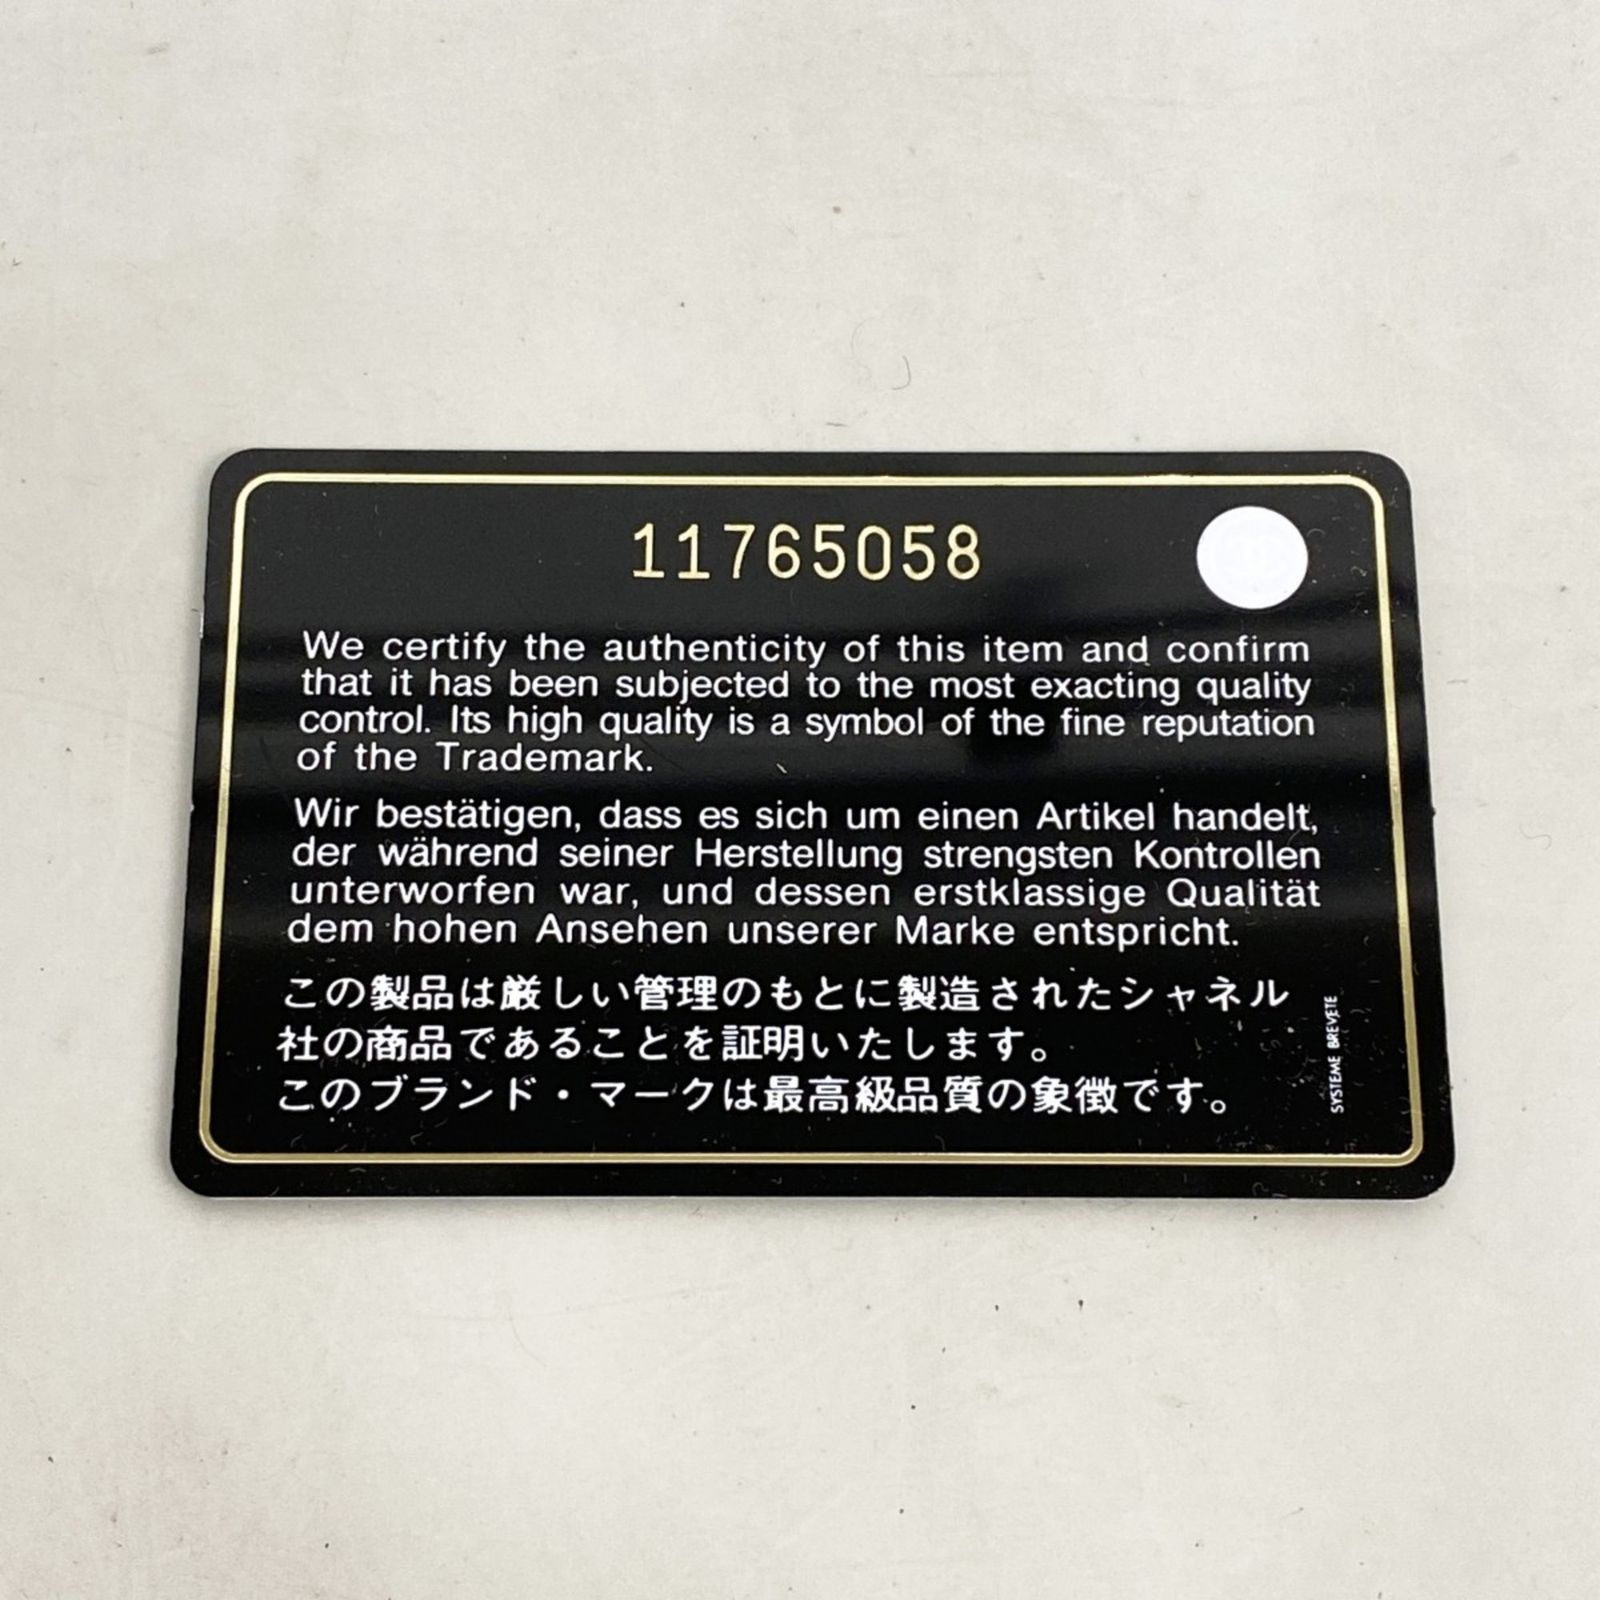 11765058
We certify the authenticity of this item and confirm
that it has been subjected to the most exacting quality
control. Its high quality is a symbol of the fine reputation
of the Trademark.
Wir bestätigen, dass es sich um einen Artikel handelt,
der während seiner Herstellung strengsten Kontrollen
unterworfen war, und dessen erstklassige Qualität
dem hohen Ansehen unserer Marke entspricht.
この製品は厳しい管理のもとに製造されたシャネル
社の商品であることを証明いたします。
このブランド・マークは最高級品質の象徴です。
SYSTEME BREVETE